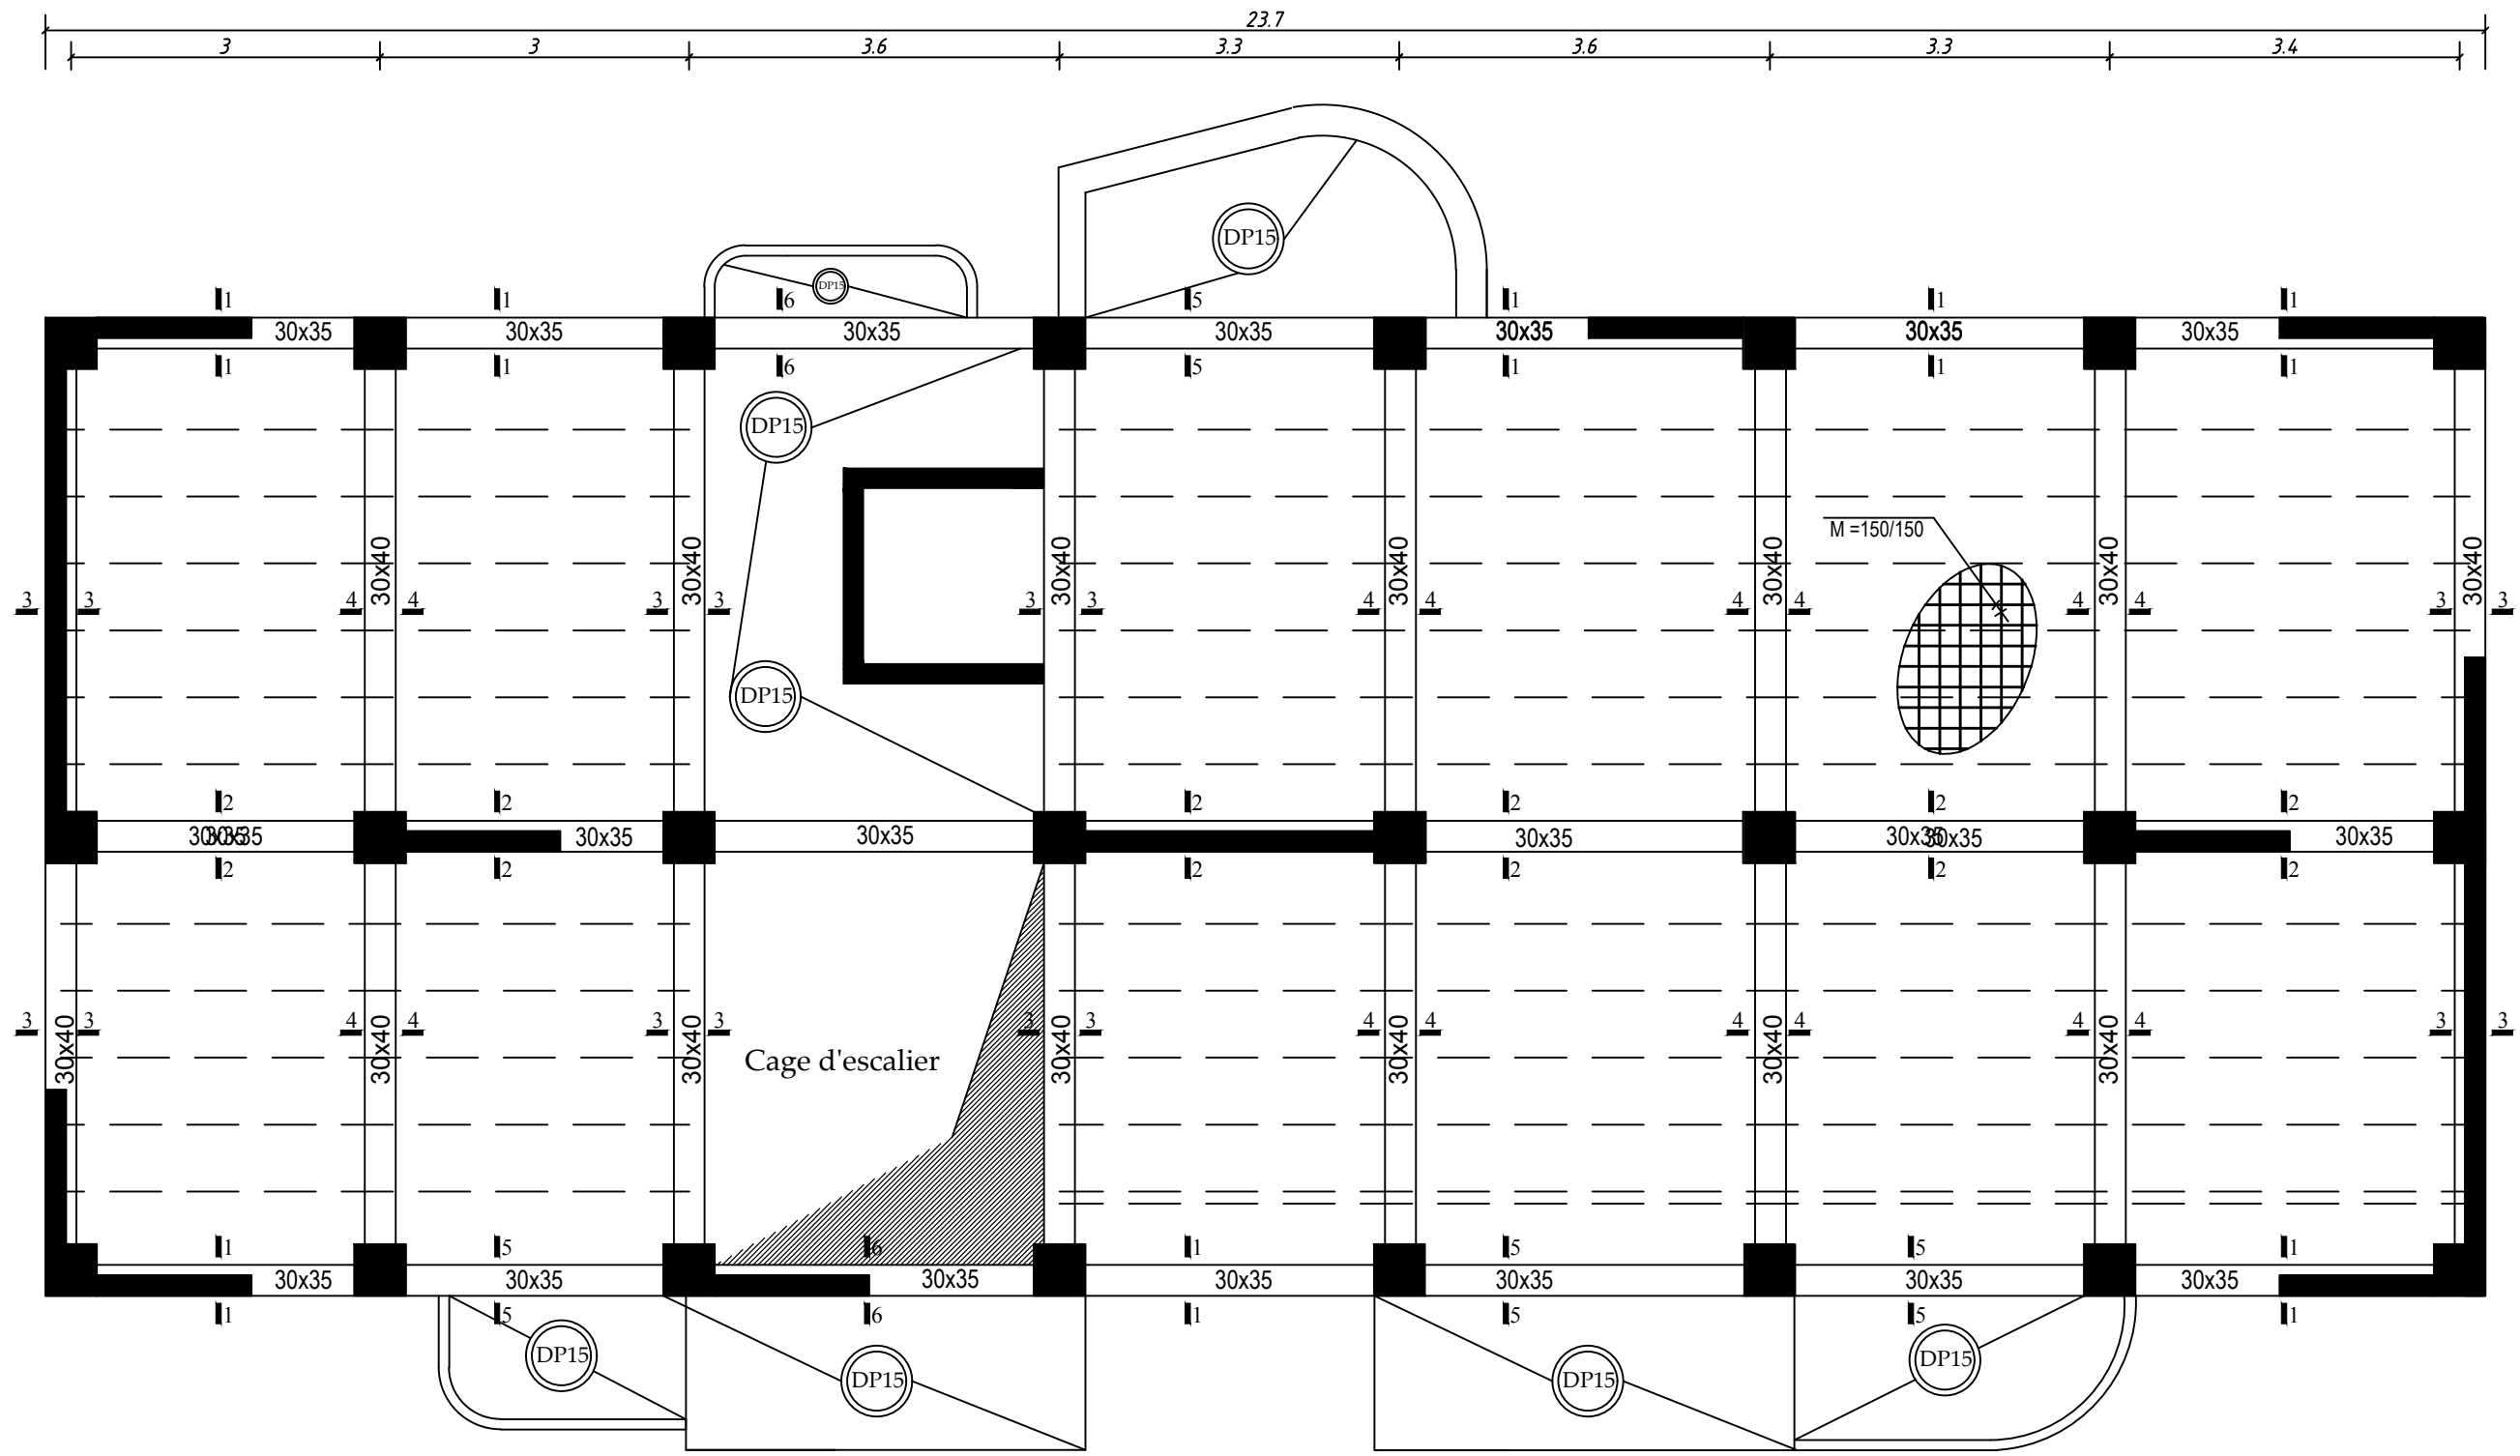 23.7
3 3 3.6 3.3 3.6 3.3 3.4
DP15
DP15
1 1 6 5 1 1 1
30x35 30x35 30x35 30x35 30x35 30x35 30x35
1 1 6 5 1 1 1
DP15
M =150/150
30x40 30x40 30x40 30x40 30x40 30x40 30x40
3 3 4 4 3 3 3 3 4 4 4 4 4 4 3 3
DP15
2 2 2 2 2 2
30x35 30x35 30x35 30x35 30x35 30x35 30x35 30x35
2 2 2 2 2 2
3 3 4 4 3 3 3 3 4 4 4 4 4 4 3 3
30x40 30x40 30x40 30x40 30x40 30x40 30x40
Cage d'escalier
1 5 6 1 5 5 1
30x35 30x35 30x35 30x35 30x35 30x35 30x35
1 5 6 1 5 5 1
DP15 DP15
DP15 DP15